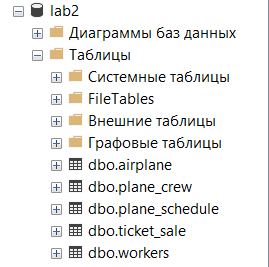 lab2
Диаграммы баз данных
Таблицы
Системные таблицы
FileTables
Внешние таблицы
Графовые таблицы
dbo.airplane
dbo.plane_crew
dbo.plane_schedule
dbo.ticket_sale
dbo.workers